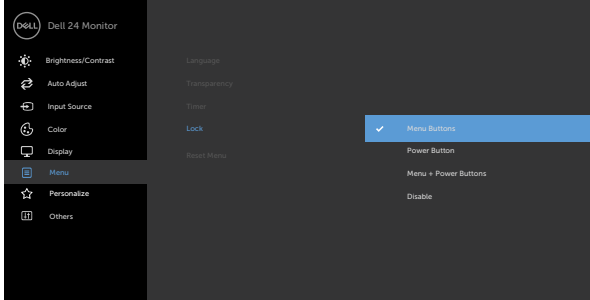 DELL
Dell 24 Monitor
Brightness/Contrast
Auto Adjust
Input Source
Color
Display
Menu
Personalize
Others
Language
Transparency
Timer
Lock
Reset Menu
Menu Buttons
Power Button
Menu + Power Buttons
Disable